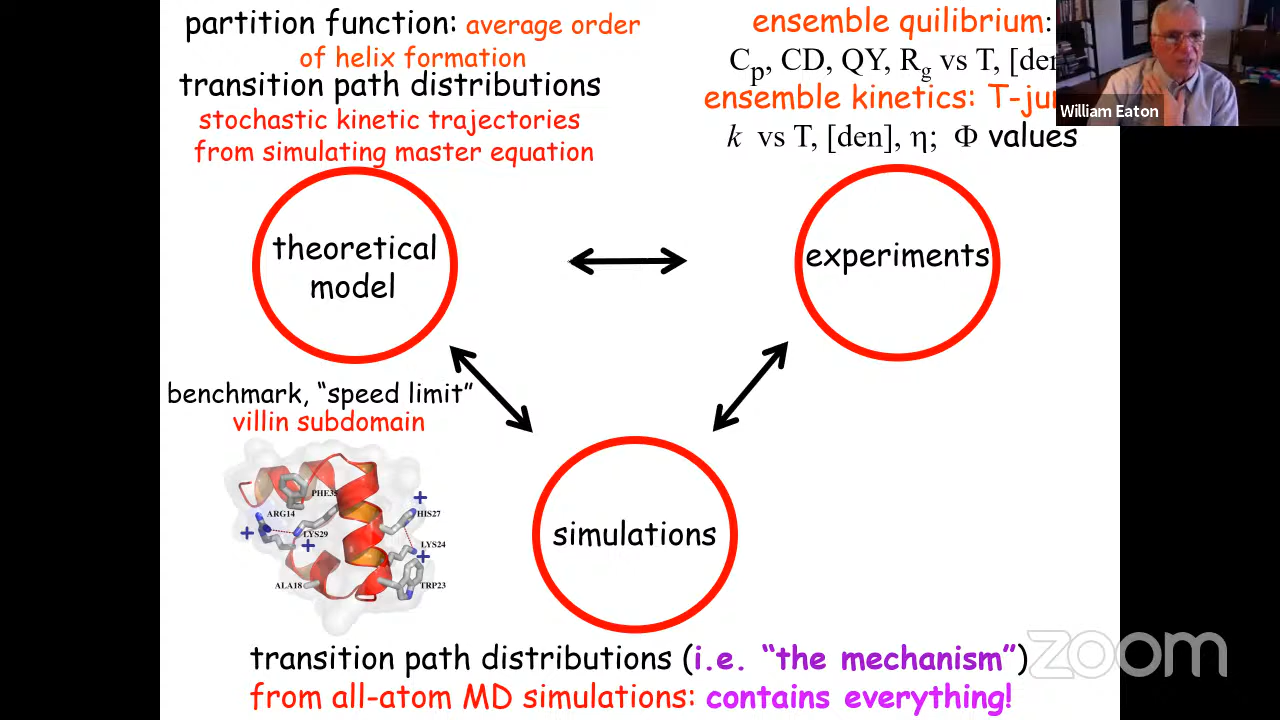 partition function: average order
of helix formation
transition path distributions
stochastic kinetic trajectories
from simulating master equation
ensemble quilibrium:
Cp, CD, QY, Rg vs T, [den
ensemble kinetics: T-ju
k vs T, [den], η; Φ values
William Eaton
theoretical
model
experiments
benchmark, “speed limit”
villin subdomain
ARG14
LYS29
HIS27
LYS24
ALA18
TRP23
+
+
+
+
simulations
transition path distributions (i.e. “the mechanism”)
from all-atom MD simulations: contains everything!
zoom